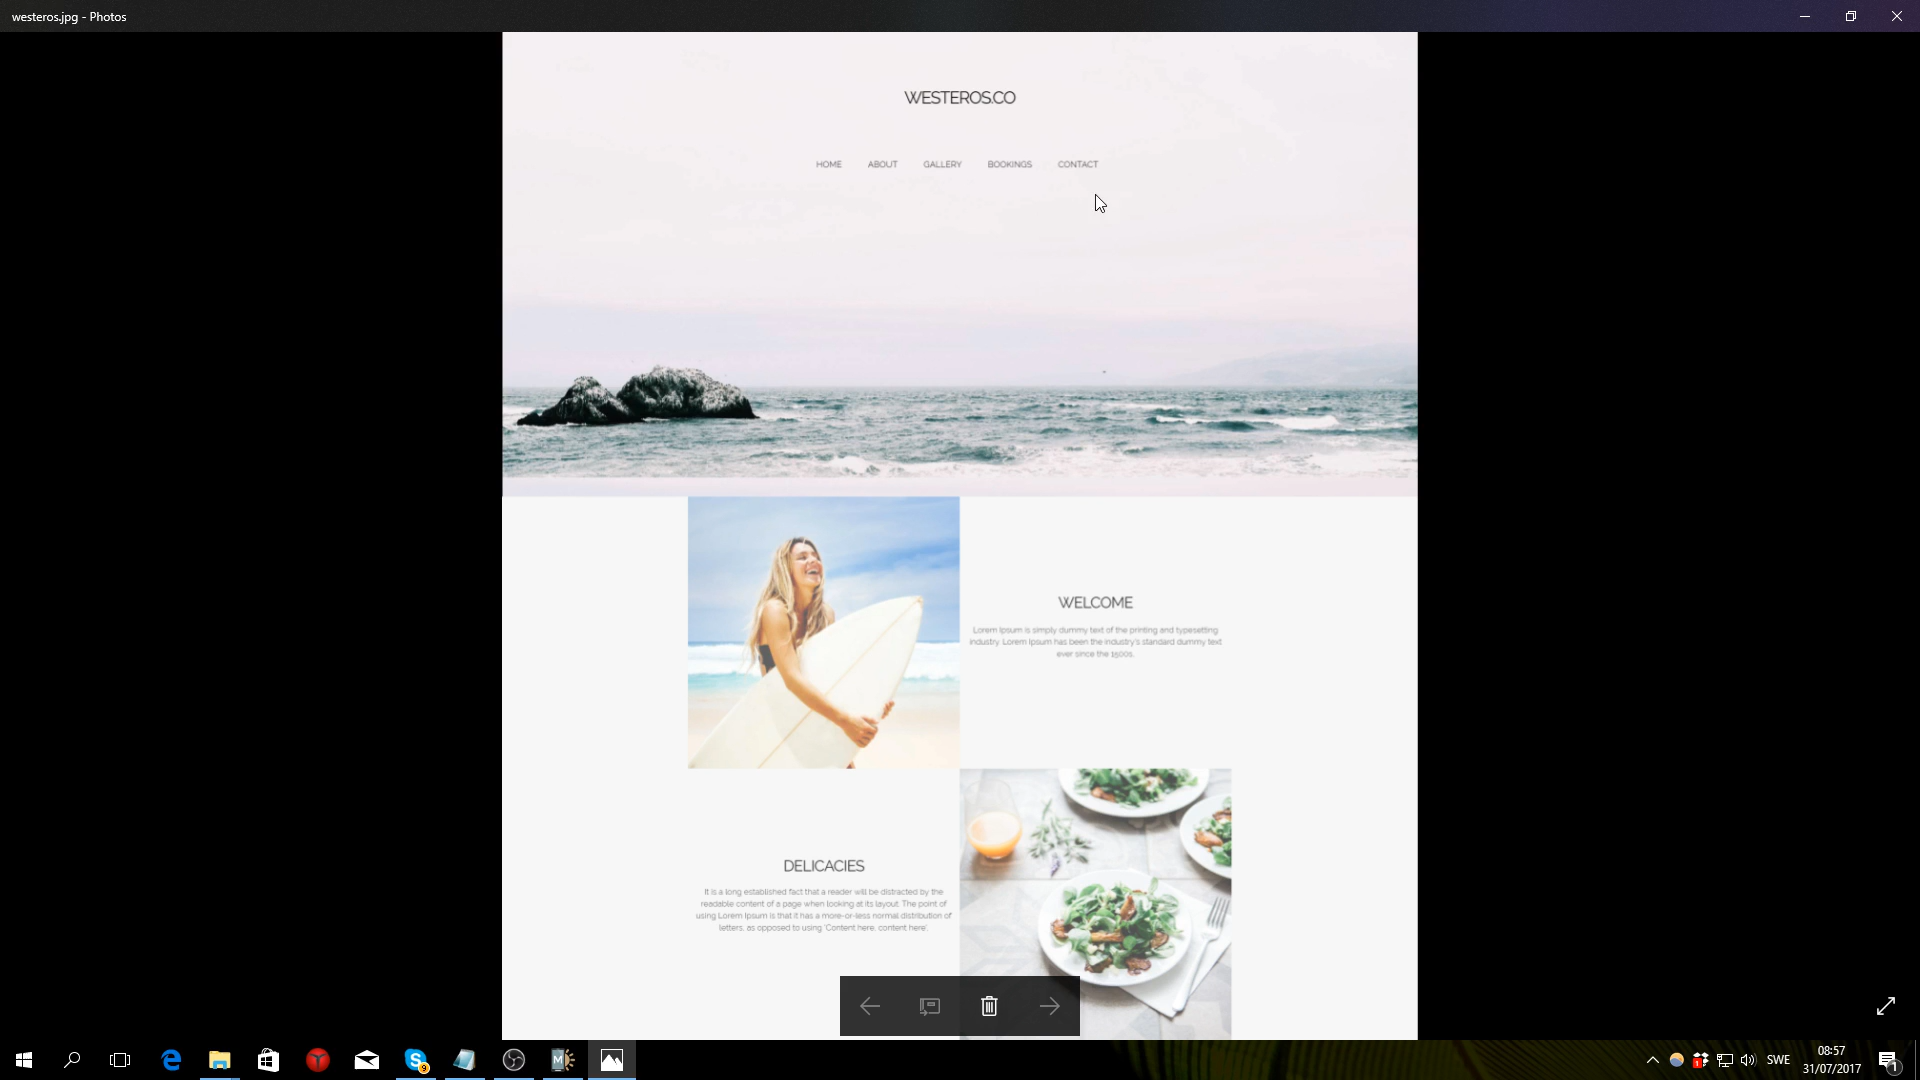 westeros.jpg - Photos
WESTEROS.CO
HOME ABOUT GALLERY BOOKINGS CONTACT
WELCOME
Lorem Ipsum is simply dummy text of the printing and typesetting
industry. Lorem Ipsum has been the industry's standard dummy text
ever since the 1500s.
DELICACIES
It is a long established fact that a reader will be distracted by the
readable content of a page when looking at its layout. The point of
using Lorem Ipsum is that it has a more-or-less normal distribution of
letters, as opposed to using 'Content here, content here'.
9
M
1
SWE
08:57
31/07/2017
1